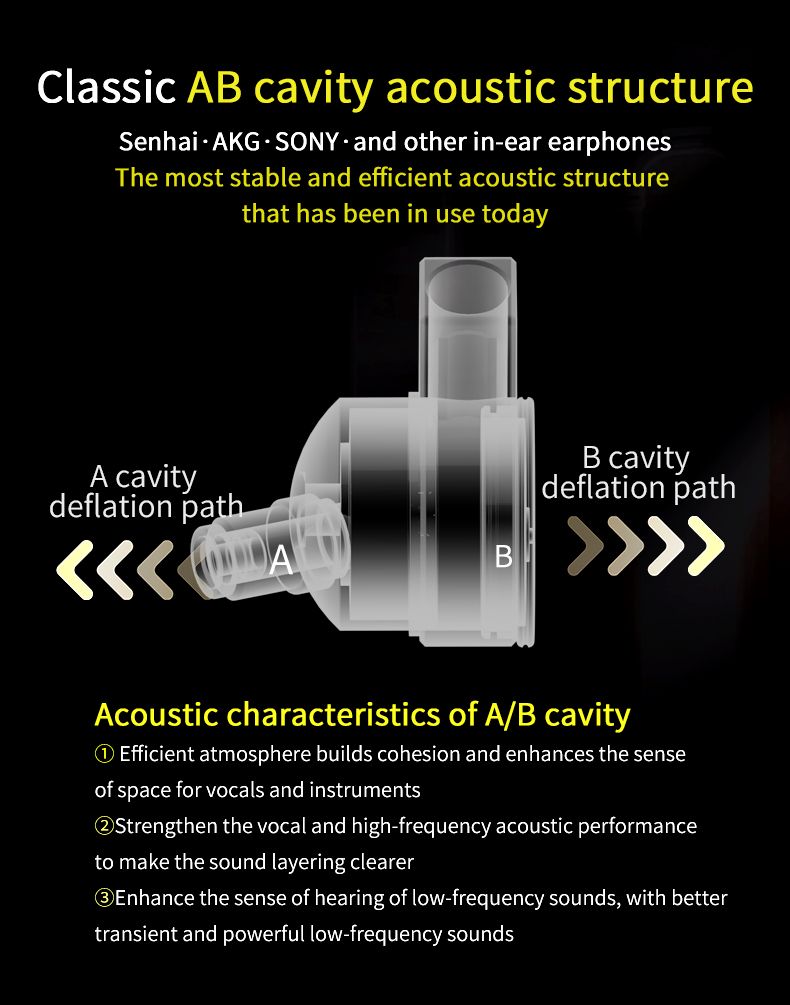 Classic AB cavity acoustic structure
Senhai·AKG·SONY·and other in-ear earphones
The most stable and efficient acoustic structure
that has been in use today
B cavity
deflation path
A cavity
deflation path
A
B
Acoustic characteristics of A/B cavity
① Efficient atmosphere builds cohesion and enhances the sense
of space for vocals and instruments
②Strengthen the vocal and high-frequency acoustic performance
to make the sound layering clearer
③Enhance the sense of hearing of low-frequency sounds, with better
transient and powerful low-frequency sounds